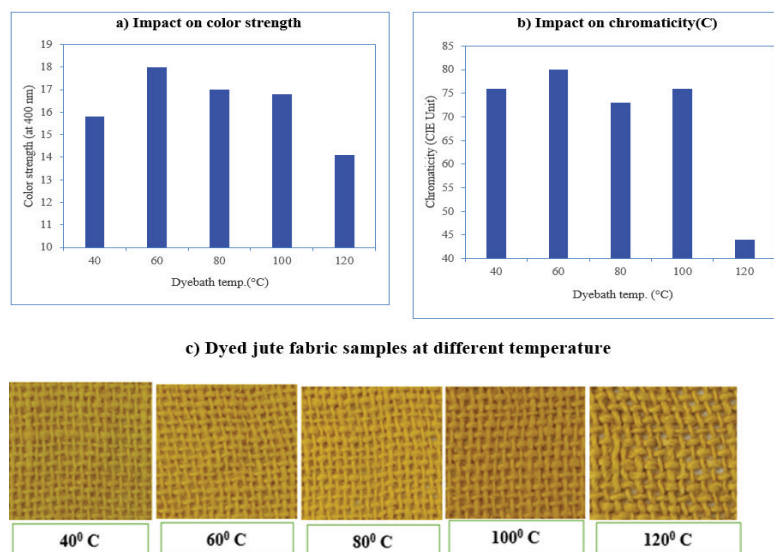 a) Impact on color strength
Color strength (at 400 nm)
19
18
17
16
15
14
13
12
11
10
40 60 80 100 120
Dyebath temp.(°C)
b) Impact on chromaticity(C)
Chromaticity (CIE Unit)
85
80
75
70
65
60
55
50
45
40
40 60 80 100 120
Dyebath temp. (°C)
c) Dyed jute fabric samples at different temperature
40⁰ C 60⁰ C 80⁰ C 100⁰ C 120⁰ C